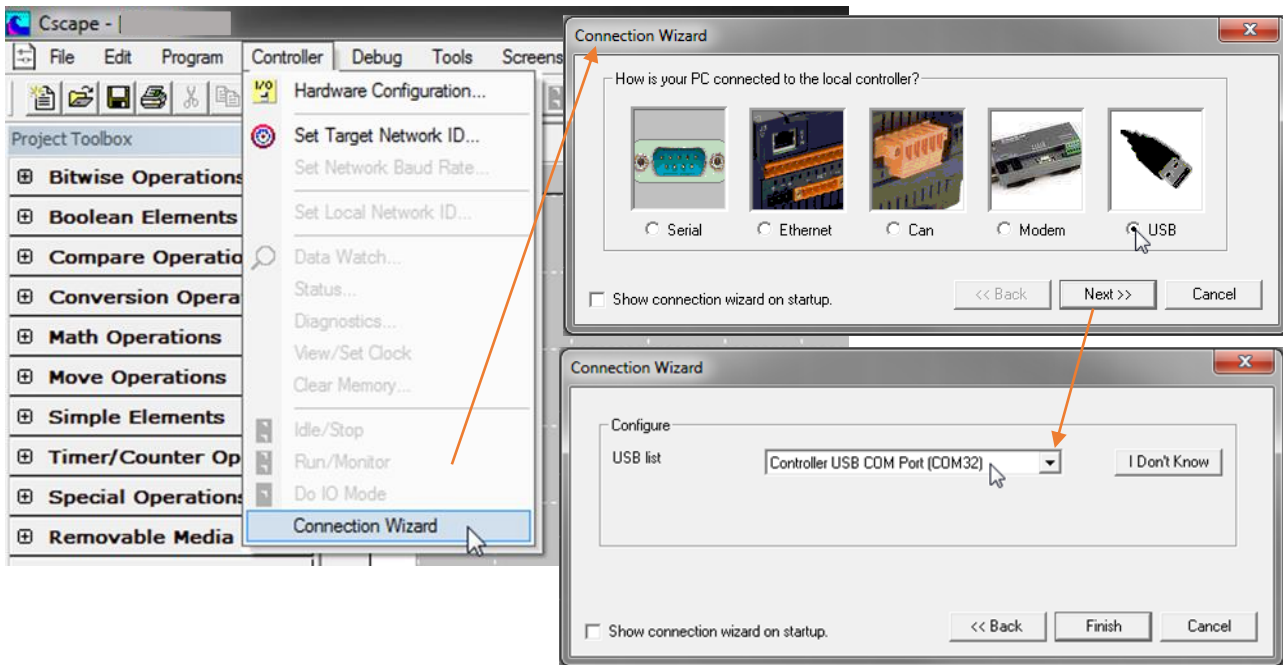 Cscape - [
File Edit Program Controller Debug Tools Screens
Project Toolbox
Bitwise Operations
Boolean Elements
Compare Operatio
Conversion Opera
Math Operations
Move Operations
Simple Elements
Timer/Counter Op
Special Operations
Removable Media
I/O
Hardware Configuration...
Set Target Network ID...
Set Network Baud Rate...
Set Local Network ID...
Data Watch...
Status...
Diagnostics...
View/Set Clock
Clear Memory...
Idle/Stop
Run/Monitor
Do IO Mode
Connection Wizard
Connection Wizard
How is your PC connected to the local controller?
Serial Ethernet Can Modem USB
Show connection wizard on startup.
<< Back Next >> Cancel
Connection Wizard
Configure
USB list Controller USB COM Port (COM32) I Don't Know
Show connection wizard on startup.
<< Back Finish Cancel